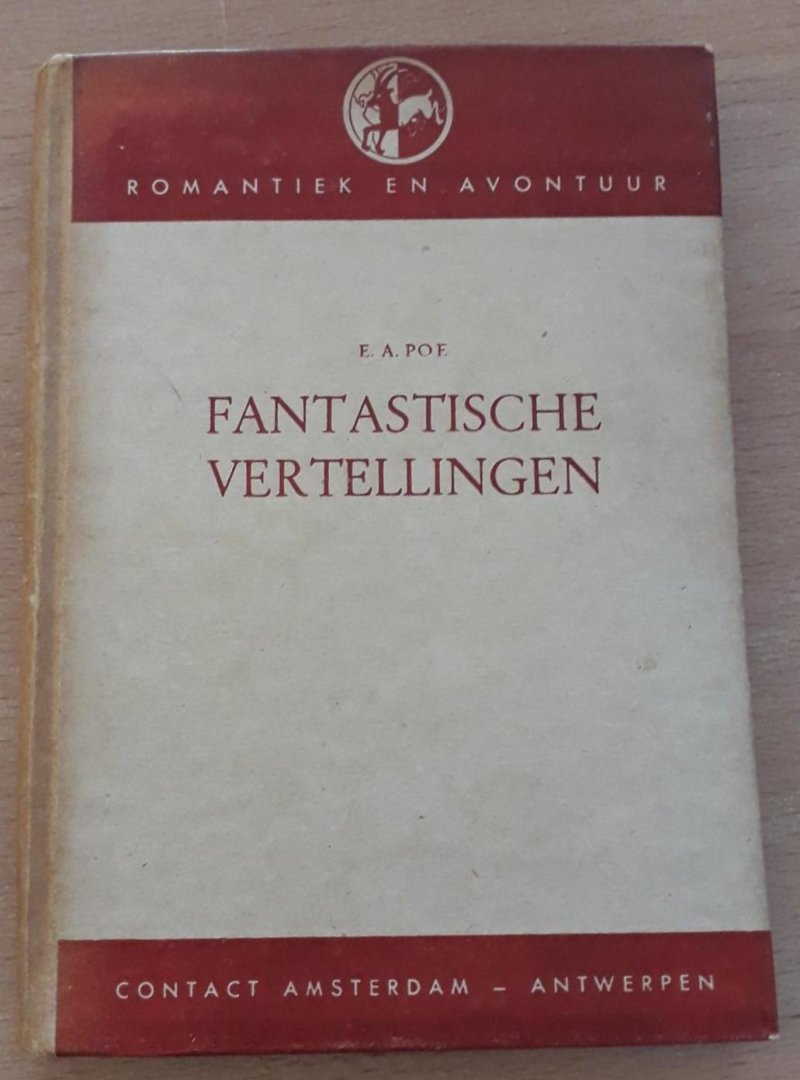 ROMANTIEK EN AVONTUUR
E. A. POE
FANTASTISCHE
VERTELLINGEN
CONTACT AMSTERDAM – ANTWERPEN